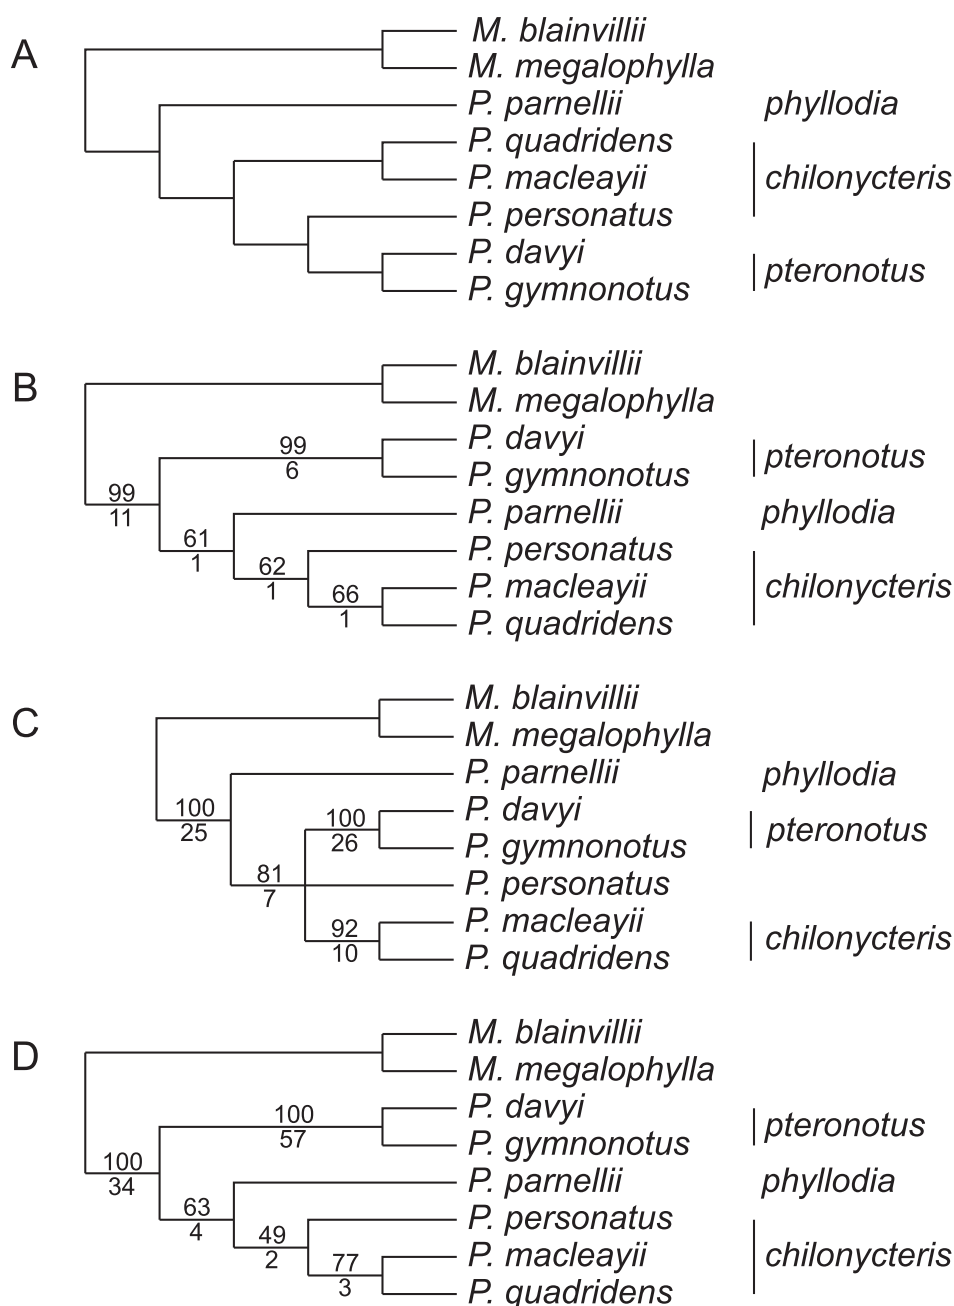 A
M. blainvillii
M. megalophylla
P. parnellii phyllodia
P. quadridens
P. macleayii chilonycteris
P. personatus
P. davyi
P. gymnonotus pteronotus
B
M. blainvillii
M. megalophylla
P. davyi
99
6
P. gymnonotus pteronotus
99
11
P. parnellii phyllodia
61
1
P. personatus
62
1
P. macleayii chilonycteris
66
1
P. quadridens
C
M. blainvillii
M. megalophylla
P. parnellii phyllodia
100
25
P. davyi
100
26
P. gymnonotus pteronotus
81
7
P. personatus
P. macleayii
92
10
P. quadridens chilonycteris
D
M. blainvillii
M. megalophylla
P. davyi
100
57
P. gymnonotus pteronotus
100
34
P. parnellii phyllodia
63
4
P. personatus
49
2
P. macleayii chilonycteris
77
3
P. quadridens